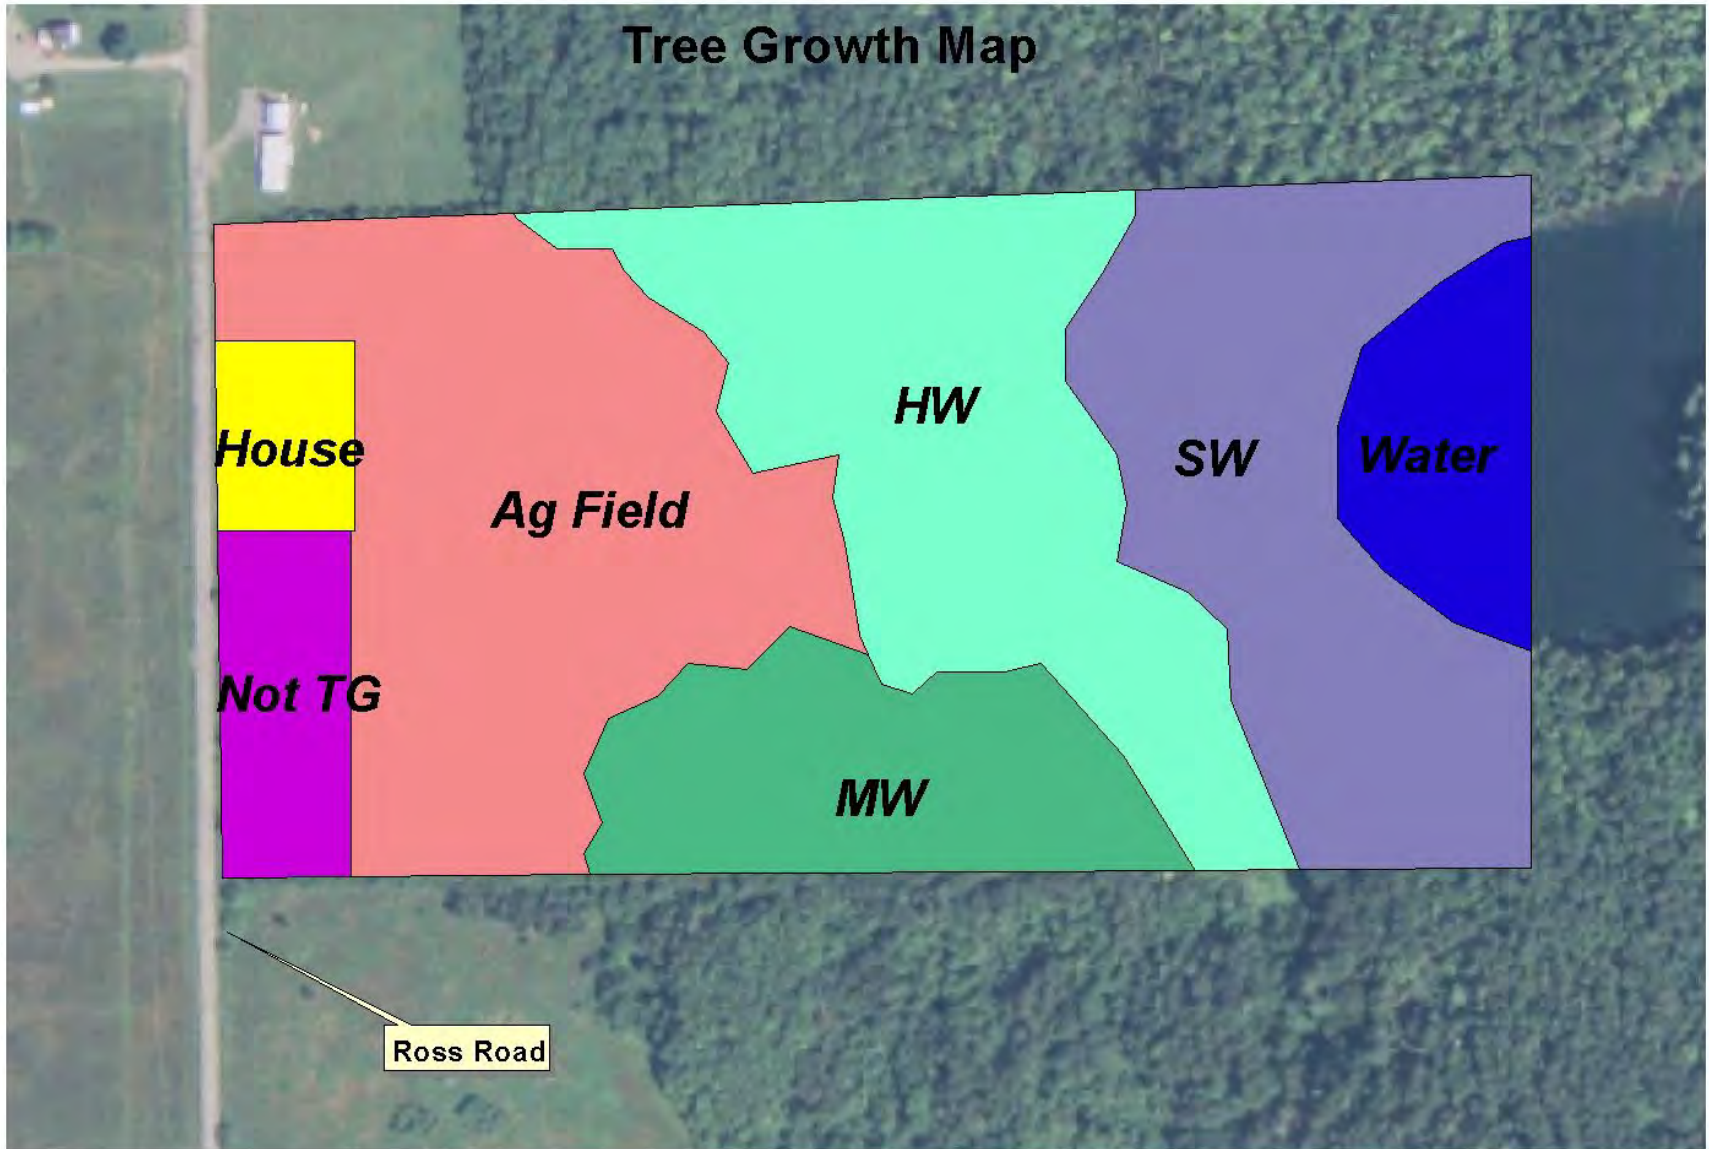 Tree Growth Map
HW
House
SW
Water
Ag Field
Not TG
MW
Ross Road